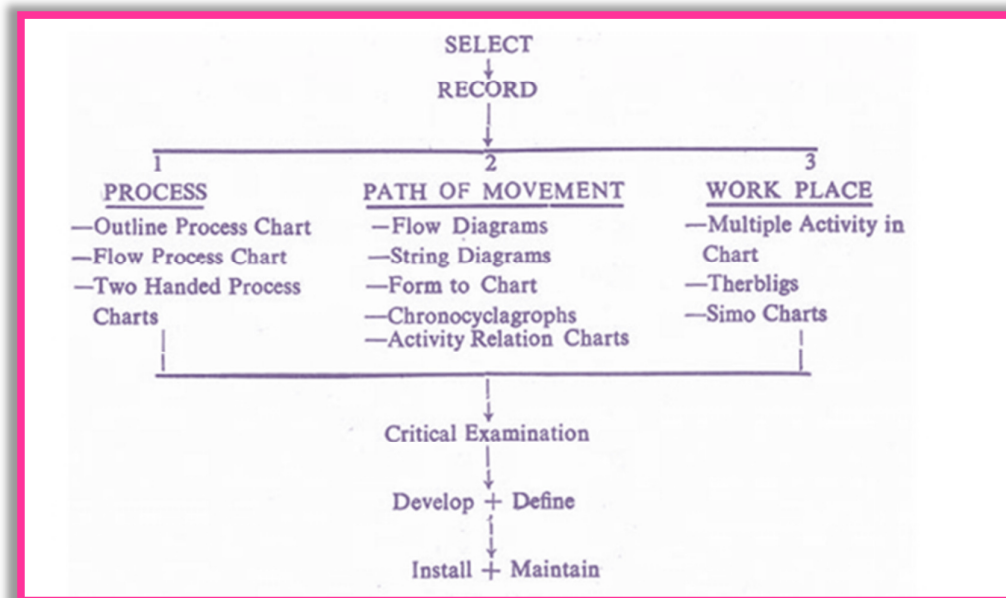 SELECT
RECORD
1
PROCESS
—Outline Process Chart
—Flow Process Chart
—Two Handed Process
Charts
2
PATH OF MOVEMENT
—Flow Diagrams
—String Diagrams
—Form to Chart
—Chronocyclagrophs
—Activity Relation Charts
3
WORK PLACE
—Multiple Activity in
Chart
—Therbligs
—Simo Charts
Critical Examination
Develop + Define
Install + Maintain